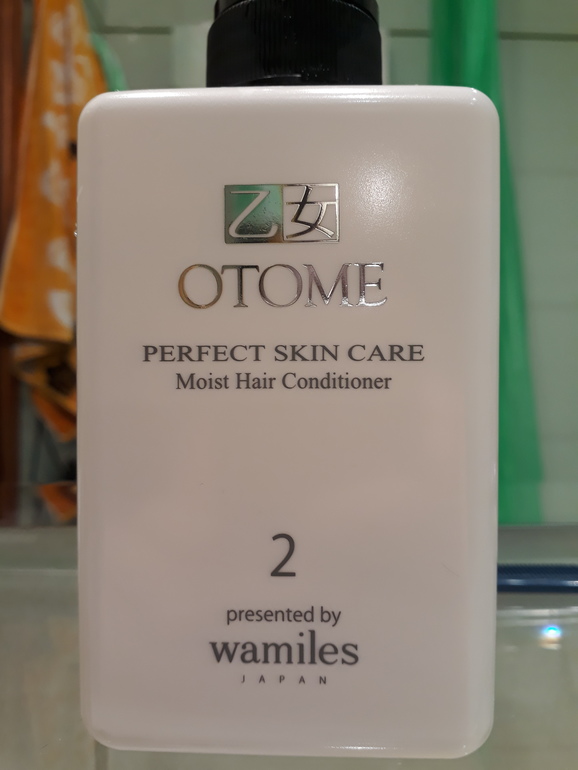 乙女
OTOME
PERFECT SKIN CARE
Moist Hair Conditioner
2
presented by
wamiles
JAPAN